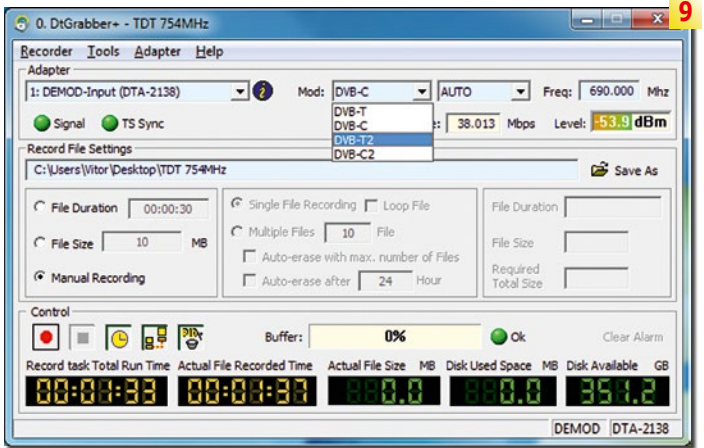 0. DtGrabber+ - TDT 754MHz
9
Recorder Tools Adapter Help
Adapter
1: DEMOD-Input (DTA-2138) Mod: DVB-C AUTO Freq: 690.000 Mhz
DVB-T
DVB-C
DVB-T2
DVB-C2
Signal TS Sync e: 38.013 Mbps Level: -53.9 dBm
Record File Settings
C:\Users\Vitor\Desktop\TDT 754MHz Save As
File Duration 00:00:30 Single File Recording Loop File File Duration
Multiple Files 10 File
File Size 10 MB File Size
Auto-erase with max. number of Files
Manual Recording Auto-erase after 24 Hour Required Total Size
Control
Buffer: 0% Ok Clear Alarm
Record task Total Run Time Actual File Recorded Time Actual File Size MB Disk Used Space MB Disk Available GB
0.0 0.0 351.2
DEMOD DTA-2138